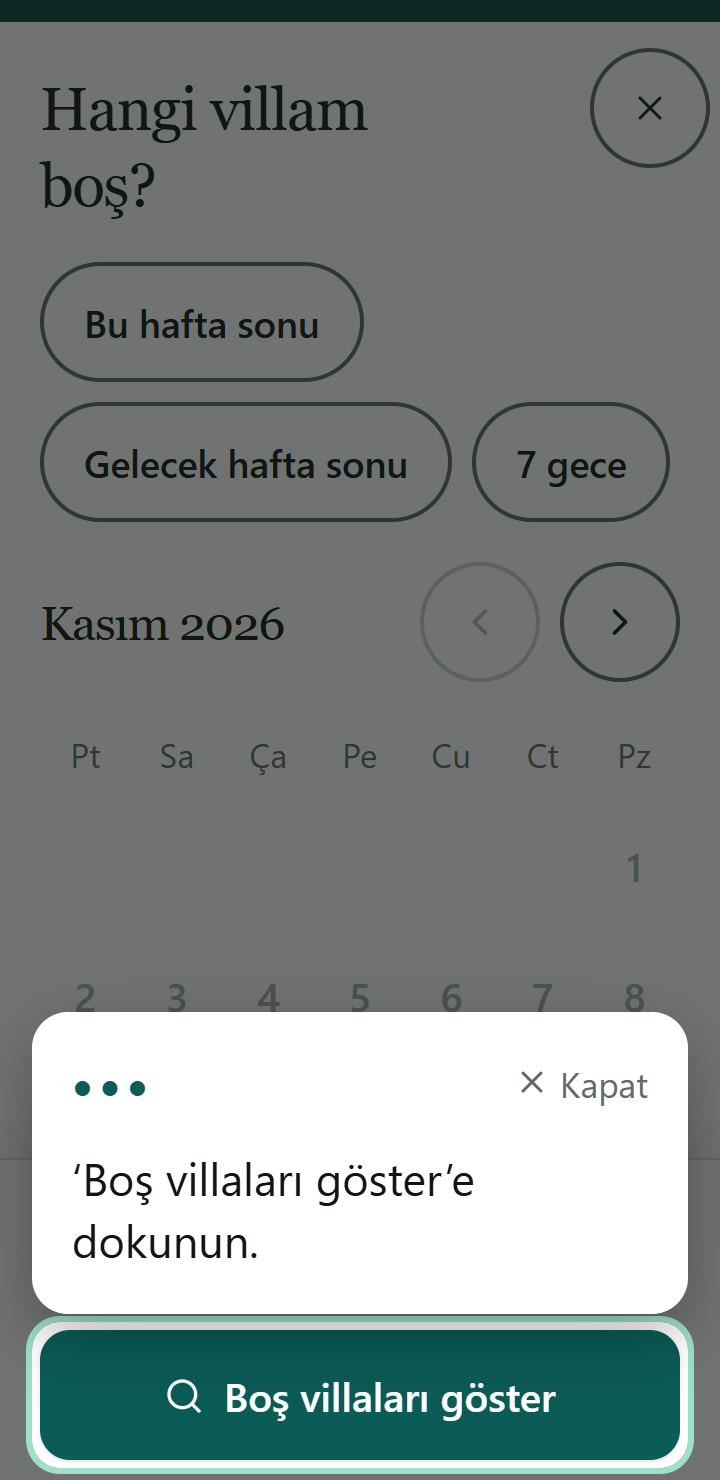 Hangi villam
boş?
Bu hafta sonu
Gelecek hafta sonu
7 gece
Kasım 2026
Pt Sa Ça Pe Cu Ct Pz
1
2 3 4 5 6 7 8
Kapat
‘Boş villaları göster’e
dokunun.
Boş villaları göster